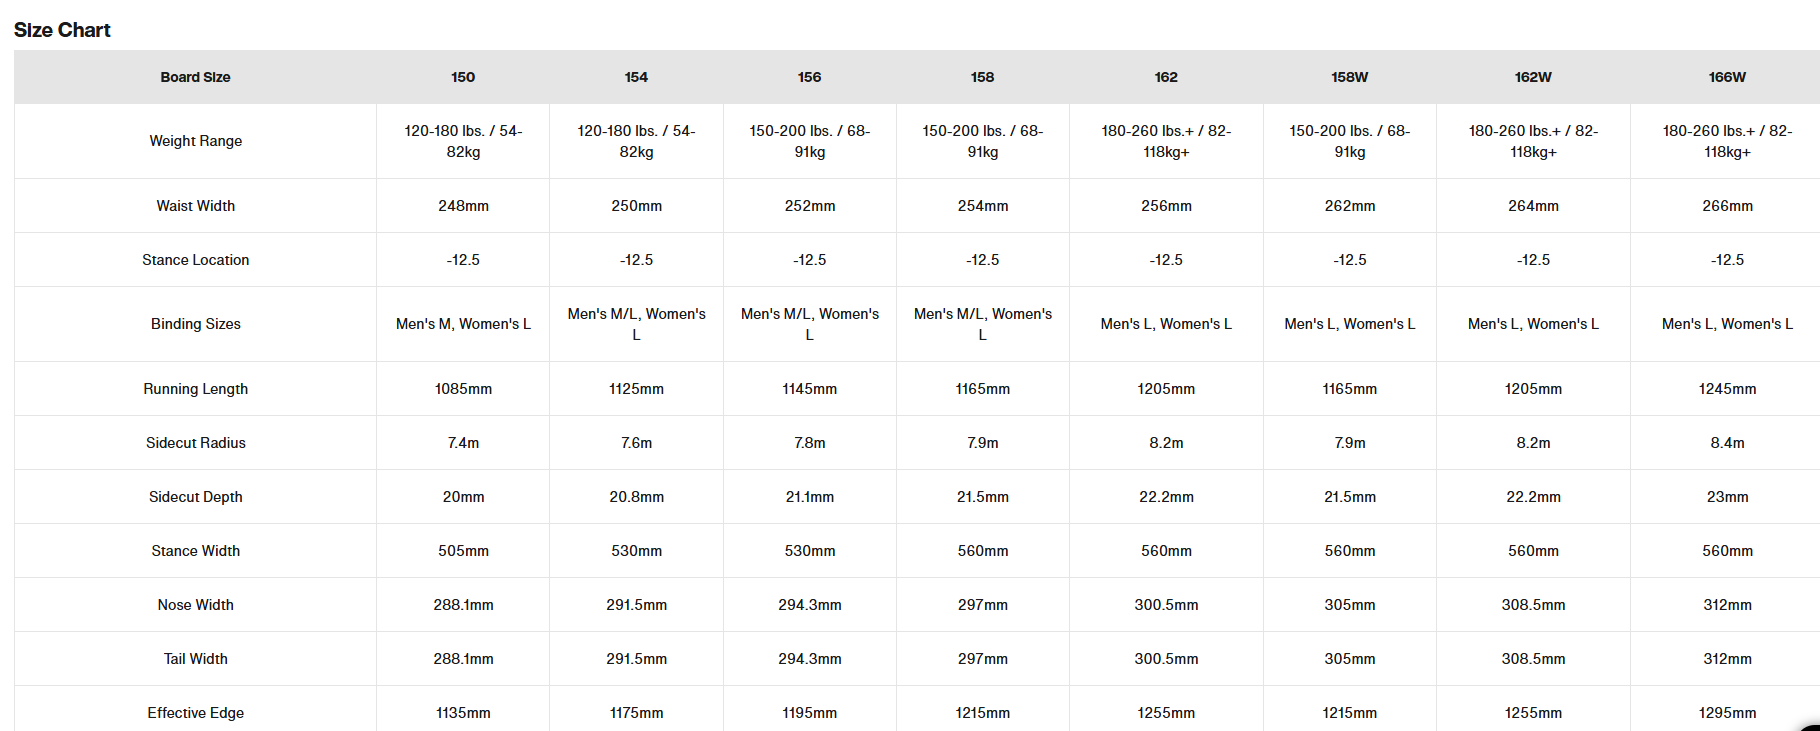 Size Chart
Board Size 150 154 156 158 162 158W 162W 166W
Weight Range 120-180 lbs. / 54-82kg 120-180 lbs. / 54-82kg 150-200 lbs. / 68-91kg 150-200 lbs. / 68-91kg 180-260 lbs.+ / 82-118kg+ 150-200 lbs. / 68-91kg 180-260 lbs.+ / 82-118kg+ 180-260 lbs.+ / 82-118kg+
Waist Width 248mm 250mm 252mm 254mm 256mm 262mm 264mm 266mm
Stance Location -12.5 -12.5 -12.5 -12.5 -12.5 -12.5 -12.5 -12.5
Binding Sizes Men's M, Women's L Men's M/L, Women's L Men's M/L, Women's L Men's M/L, Women's L Men's L, Women's L Men's L, Women's L Men's L, Women's L Men's L, Women's L
Running Length 1085mm 1125mm 1145mm 1165mm 1205mm 1165mm 1205mm 1245mm
Sidecut Radius 7.4m 7.6m 7.8m 7.9m 8.2m 7.9m 8.2m 8.4m
Sidecut Depth 20mm 20.8mm 21.1mm 21.5mm 22.2mm 21.5mm 22.2mm 23mm
Stance Width 505mm 530mm 530mm 560mm 560mm 560mm 560mm 560mm
Nose Width 288.1mm 291.5mm 294.3mm 297mm 300.5mm 305mm 308.5mm 312mm
Tail Width 288.1mm 291.5mm 294.3mm 297mm 300.5mm 305mm 308.5mm 312mm
Effective Edge 1135mm 1175mm 1195mm 1215mm 1255mm 1215mm 1255mm 1295mm